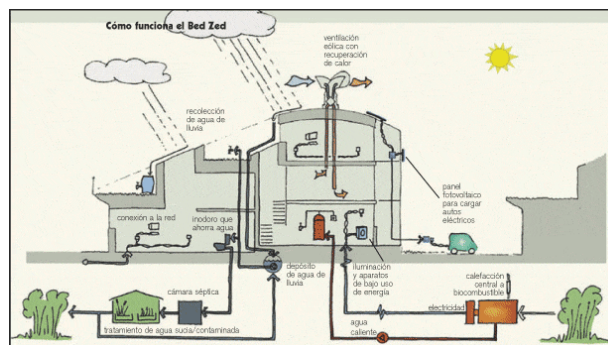 Cómo funciona el Bed Zed
ventilación
eólica con
recuperación
de calor
recolección
de agua de
lluvia
panel
fotovoltaico
para cargar
autos
eléctricos
conexión a la red
inodoro que
ahorra agua
depósito
de agua de
lluvia
iluminación
y aparatos
de bajo uso
de energía
calefacción
central a
biocombustible
cámara séptica
electricidad
agua
caliente
tratamiento de agua sucia/contaminada